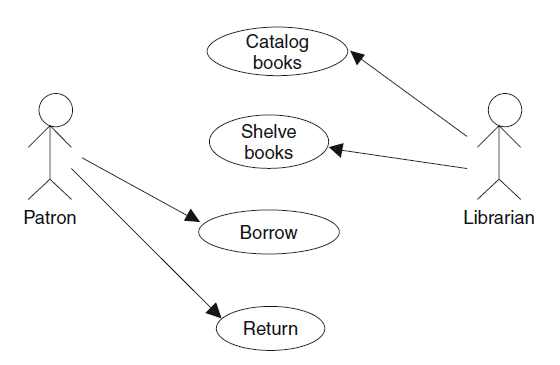 Catalog
books
Shelve
books
Patron
Librarian
Borrow
Return